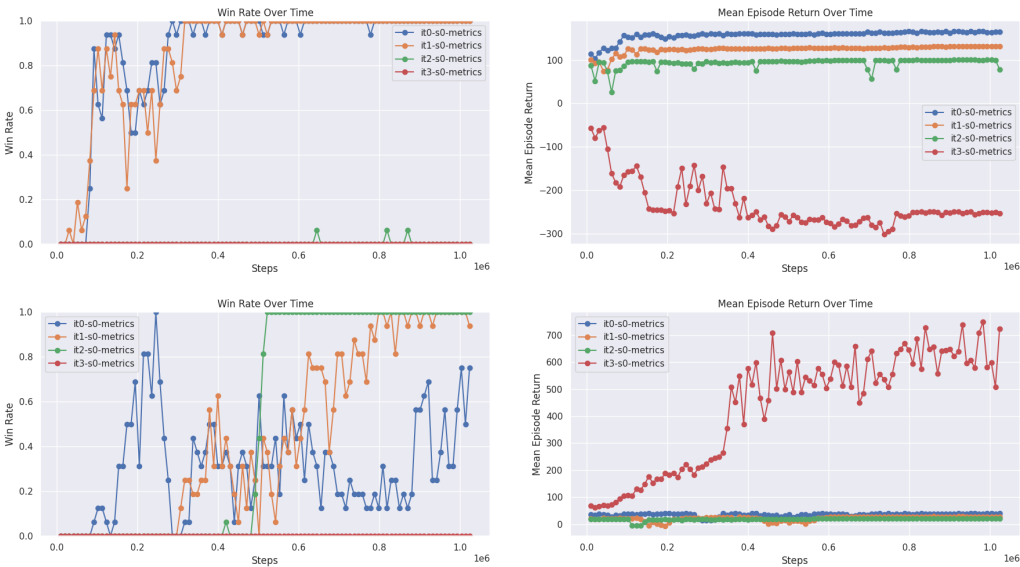 Win Rate Over Time
1.0
0.8
0.6
0.4
0.2
0.0
Win Rate
it0-s0-metrics
it1-s0-metrics
it2-s0-metrics
it3-s0-metrics
0.0
0.2
0.4
0.6
0.8
1.0
1e6
Steps
Mean Episode Return Over Time
100
0
−100
−200
−300
Mean Episode Return
it0-s0-metrics
it1-s0-metrics
it2-s0-metrics
it3-s0-metrics
0.0
0.2
0.4
0.6
0.8
1.0
1e6
Steps
Win Rate Over Time
1.0
0.8
0.6
0.4
0.2
0.0
Win Rate
it0-s0-metrics
it1-s0-metrics
it2-s0-metrics
it3-s0-metrics
0.0
0.2
0.4
0.6
0.8
1.0
1e6
Steps
Mean Episode Return Over Time
700
600
500
400
300
200
100
0
Mean Episode Return
it0-s0-metrics
it1-s0-metrics
it2-s0-metrics
it3-s0-metrics
0.0
0.2
0.4
0.6
0.8
1.0
1e6
Steps